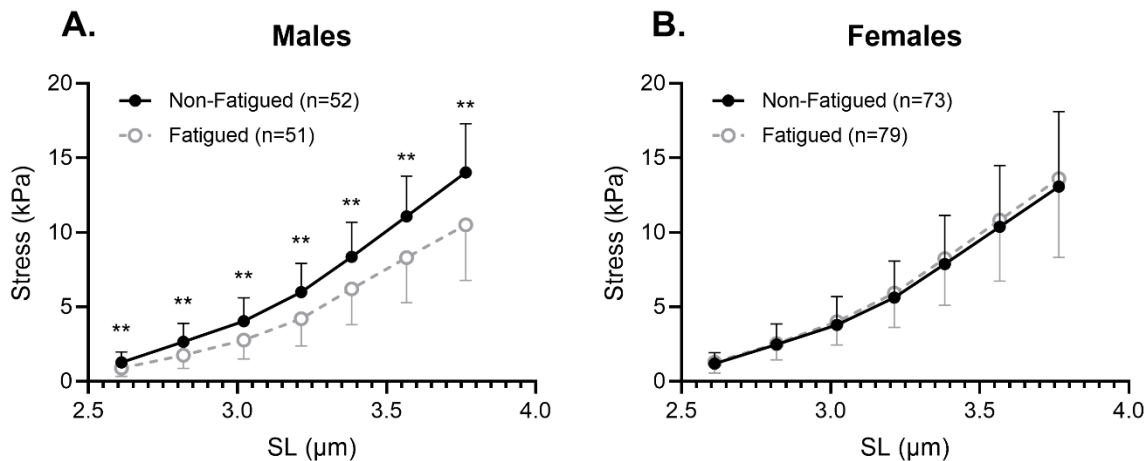 A.
Males
Non-Fatigued (n=52)
Fatigued (n=51)
**
**
**
**
**
**
**
20
15
10
5
0
Stress (kPa)
2.5
3.0
3.5
4.0
SL (µm)
B.
Females
Non-Fatigued (n=73)
Fatigued (n=79)
20
15
10
5
0
Stress (kPa)
2.5
3.0
3.5
4.0
SL (µm)